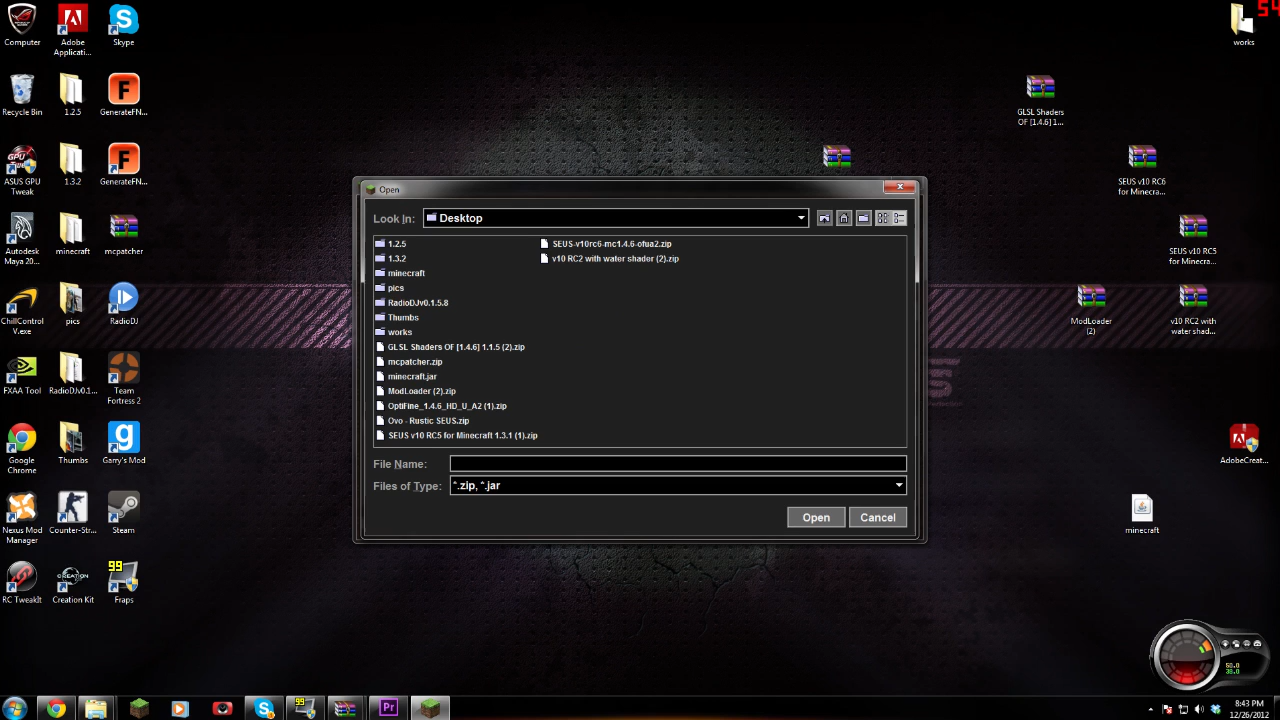 Computer
Adobe Applicati...
Skype
Recycle Bin
1.2.5
GenerateFN...
ASUS GPU Tweak
1.3.2
GenerateFN...
Autodesk Maya 20...
minecraft
mcpatcher
ChillControl V.exe
pics
RadioDJ
FXAA Tool
RadioDJv0.1...
Team Fortress 2
Google Chrome
Thumbs
Garry's Mod
Nexus Mod Manager
Counter-Str...
Steam
RC TweakIt
CREATION
Creation Kit
99
Fraps
Open
Look In:
Desktop
1.2.5
1.3.2
minecraft
pics
RadioDJv0.1.5.8
Thumbs
works
GLSL Shaders OF [1.4.6] 1.1.5 (2).zip
mcpatcher.zip
minecraft.jar
ModLoader (2).zip
OptiFine_1.4.6_HD_U_A2 (1).zip
Ovo - Rustic SEUS.zip
SEUS v10 RC5 for Minecraft 1.3.1 (1).zip
SEUS-v10rc6-mc1.4.6-ofua2.zip
v10 RC2 with water shader (2).zip
File Name:
Files of Type:
*.zip, *.jar
Open
Cancel
54
works
GLSL Shaders OF [1.4.6] 1...
SEUS v10 RC6 for Minecra...
SEUS v10 RC5 for Minecra...
ModLoader (2)
v10 RC2 with water shad...
AdobeCreat...
minecraft
50.0
38.0
99
Pr
8:43 PM
12/26/2012